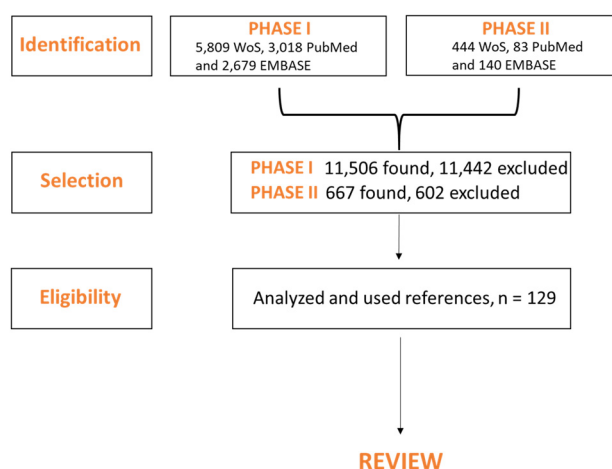 Identification
PHASE I
5,809 WoS, 3,018 PubMed
and 2,679 EMBASE
PHASE II
444 WoS, 83 PubMed
and 140 EMBASE
Selection
PHASE I 11,506 found, 11,442 excluded
PHASE II 667 found, 602 excluded
Eligibility
Analyzed and used references, n = 129
REVIEW